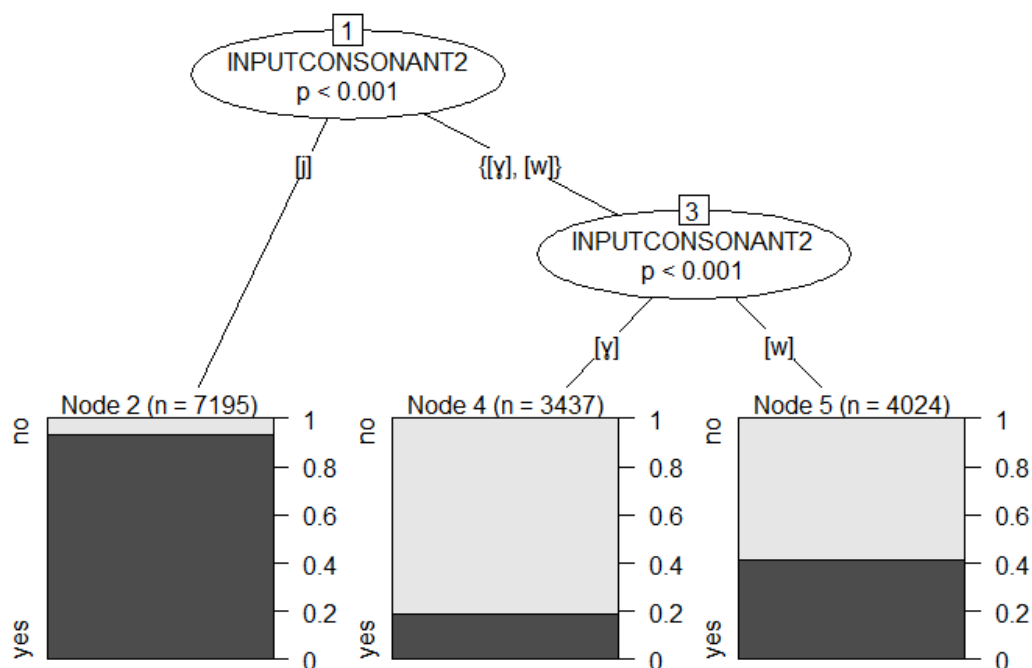 1
INPUTCONSONANT2
p < 0.001
[j]
{[ɣ], [w]}
3
INPUTCONSONANT2
p < 0.001
[ɣ]
[w]
Node 2 (n = 7195)
no
yes
1
0.8
0.6
0.4
0.2
0
Node 4 (n = 3437)
no
yes
1
0.8
0.6
0.4
0.2
0
Node 5 (n = 4024)
no
yes
1
0.8
0.6
0.4
0.2
0